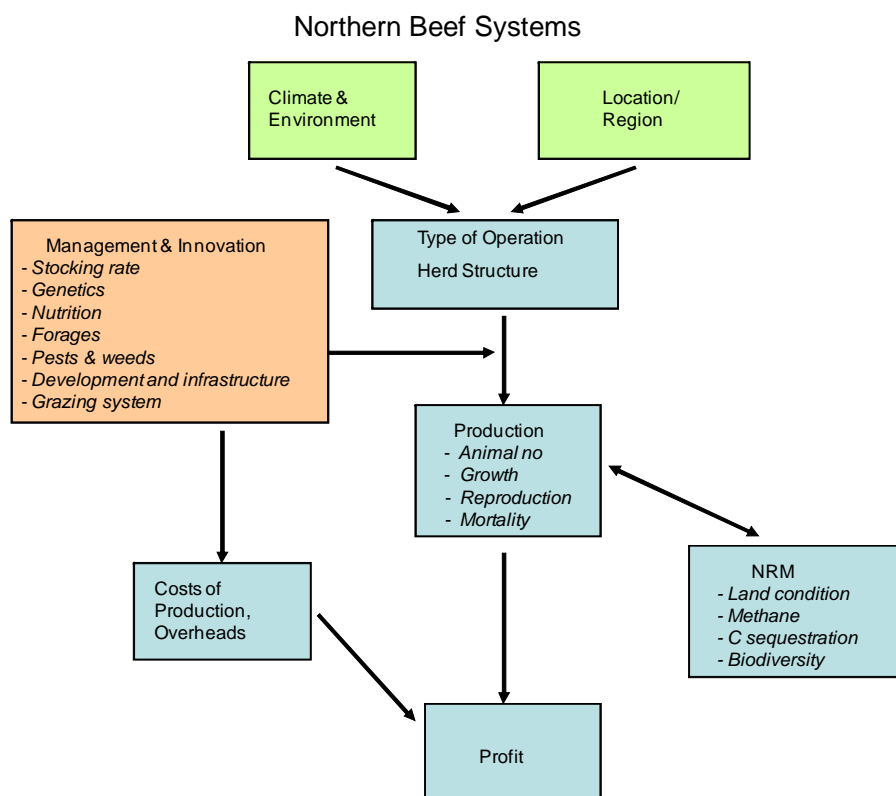 Northern Beef Systems
Climate &
Environment
Location/
Region
Management & Innovation
- Stocking rate
- Genetics
- Nutrition
- Forages
- Pests & weeds
- Development and infrastructure
- Grazing system
Type of Operation
Herd Structure
Production
- Animal no
- Growth
- Reproduction
- Mortality
Costs of
Production,
Overheads
NRM
- Land condition
- Methane
- C sequestration
- Biodiversity
Profit